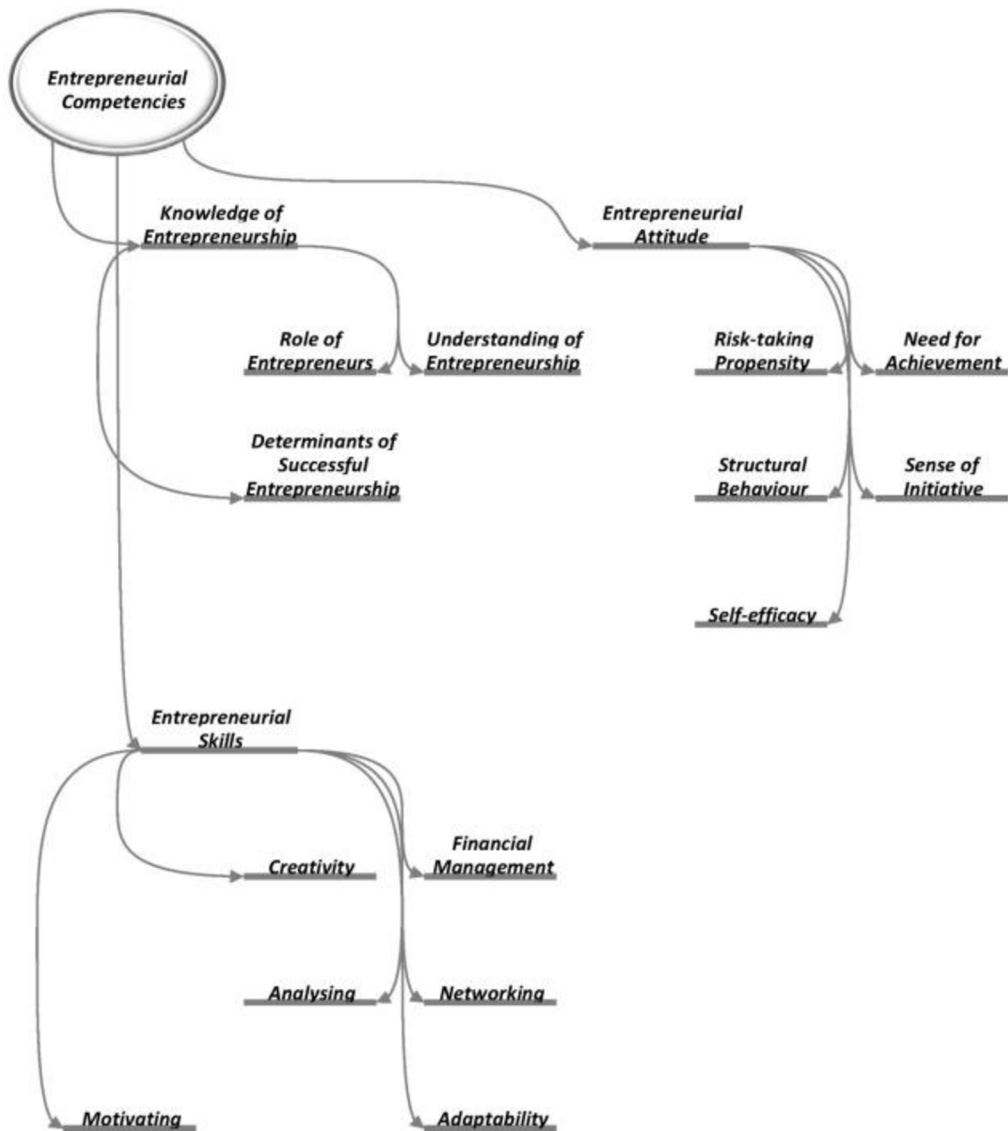 Entrepreneurial
Competencies
Knowledge of
Entrepreneurship
Entrepreneurial
Attitude
Role of
Entrepreneurs
Understanding of
Entrepreneurship
Risk-taking
Propensity
Need for
Achievement
Determinants of
Successful
Entrepreneurship
Structural
Behaviour
Sense of
Initiative
Self-efficacy
Entrepreneurial
Skills
Creativity
Financial
Management
Analysing
Networking
Motivating
Adaptability